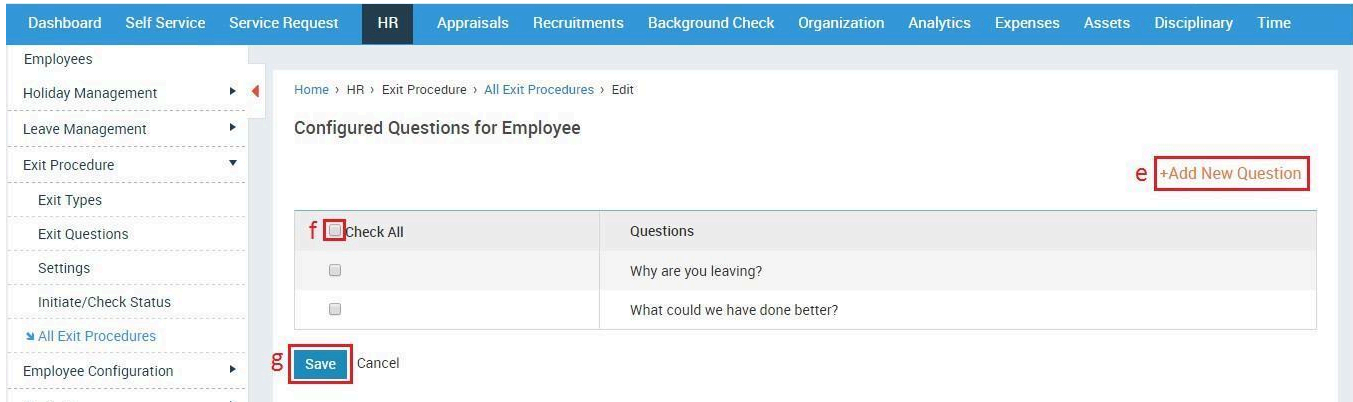 Dashboard Self Service Service Request HR Appraisals Recruitments Background Check Organization Analytics Expenses Assets Disciplinary Time
Employees
Holiday Management
Leave Management
Exit Procedure
Exit Types
Exit Questions
Settings
Initiate/Check Status
All Exit Procedures
Employee Configuration
Home › HR › Exit Procedure › All Exit Procedures › Edit
Configured Questions for Employee
e +Add New Question
f Check All Questions
Why are you leaving?
What could we have done better?
g Save Cancel